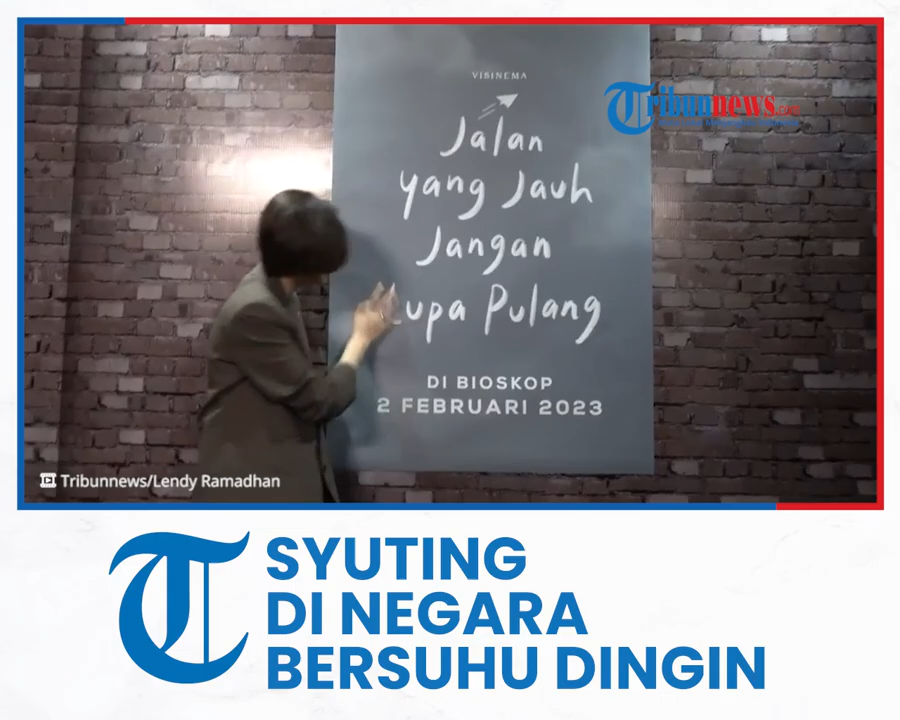 VISINEMA
Jalan
yang Jauh
Jangan
Lupa Pulang
DI BIOSKOP
2 FEBRUARI 2023
Tribunnews.com
Tribunnews/Lendy Ramadhan
T SYUTING
DI NEGARA
BERSUHU DINGIN